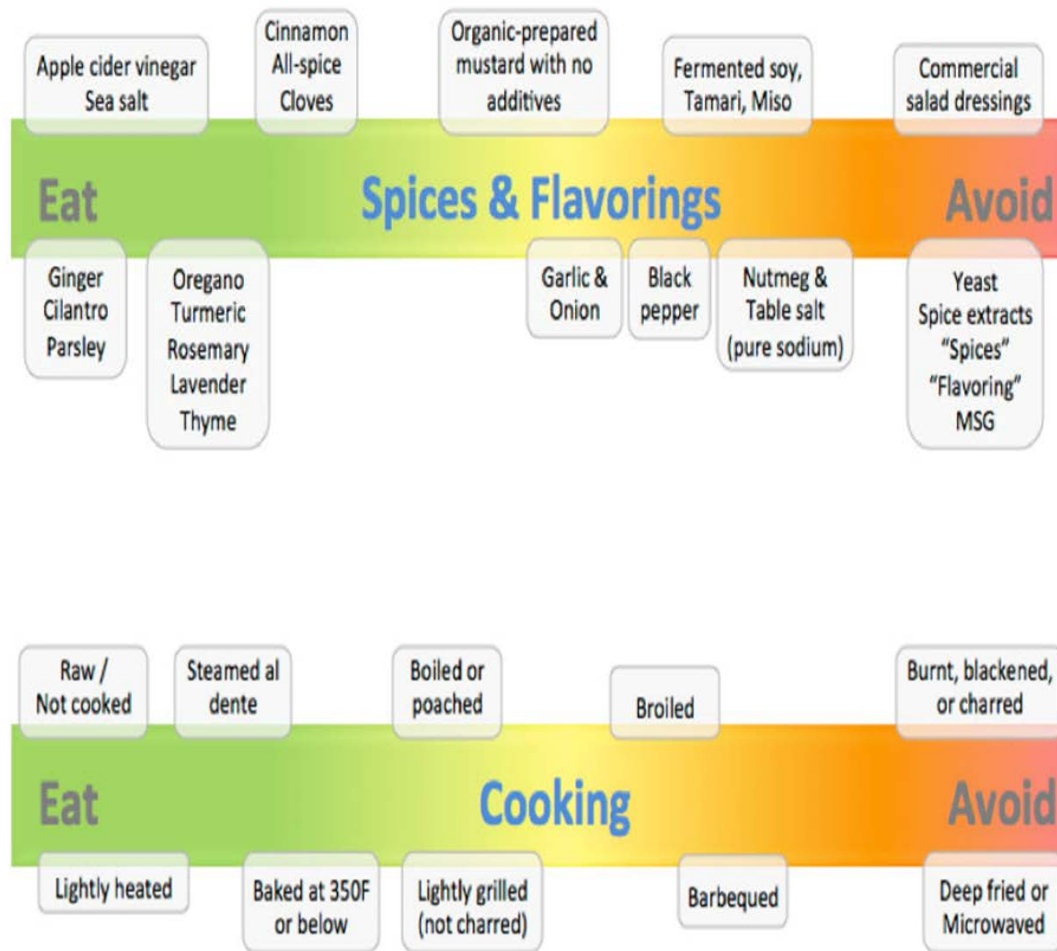 Apple cider vinegar
Sea salt
Cinnamon
All-spice
Cloves
Organic-prepared
mustard with no
additives
Fermented soy,
Tamari, Miso
Commercial
salad dressings
Eat
Spices & Flavorings
Avoid
Ginger
Cilantro
Parsley
Oregano
Turmeric
Rosemary
Lavender
Thyme
Garlic &
Onion
Black
pepper
Nutmeg &
Table salt
(pure sodium)
Yeast
Spice extracts
“Spices”
“Flavoring”
MSG
Raw /
Not cooked
Steamed al
dente
Boiled or
poached
Broiled
Burnt, blackened,
or charred
Eat
Cooking
Avoid
Lightly heated
Baked at 350F
or below
Lightly grilled
(not charred)
Barbequed
Deep fried or
Microwaved